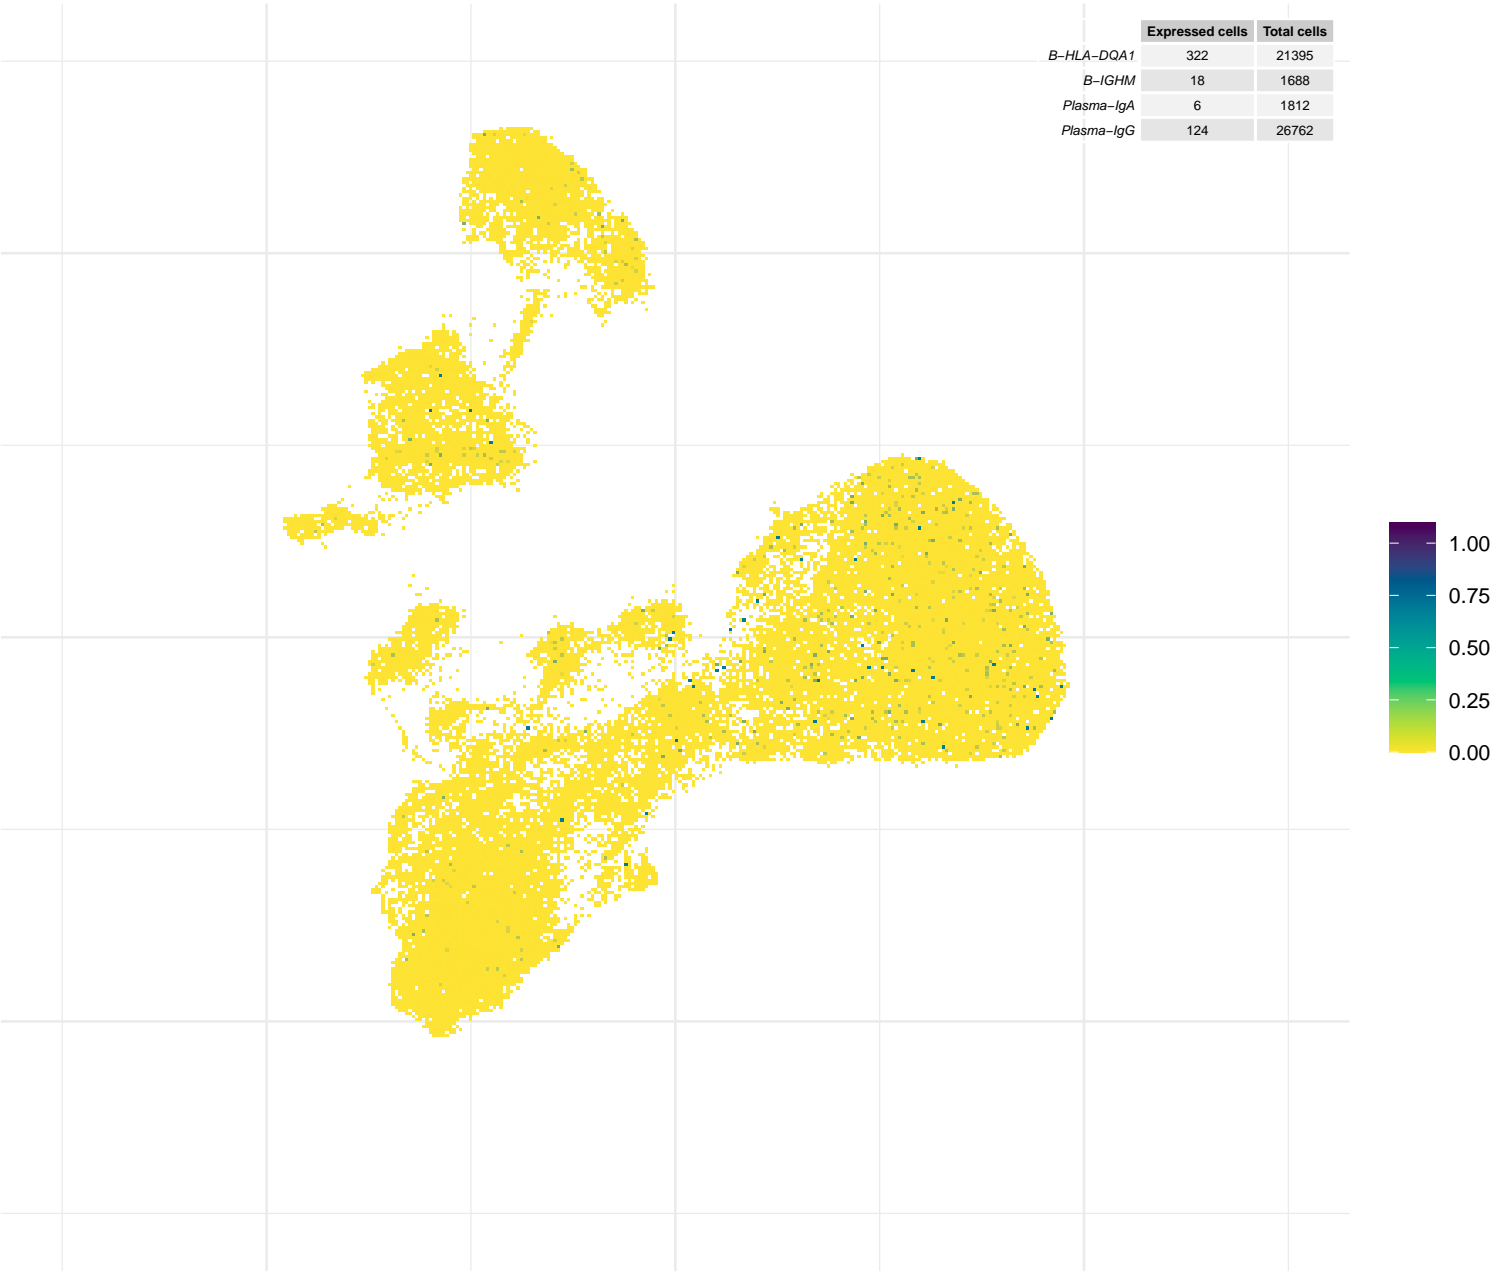 Expressed cells Total cells
B−HLA−DQA1 322 21395
B−IGHM 18 1688
Plasma−IgA 6 1812
Plasma−IgG 124 26762
1.00
0.75
0.50
0.25
0.00